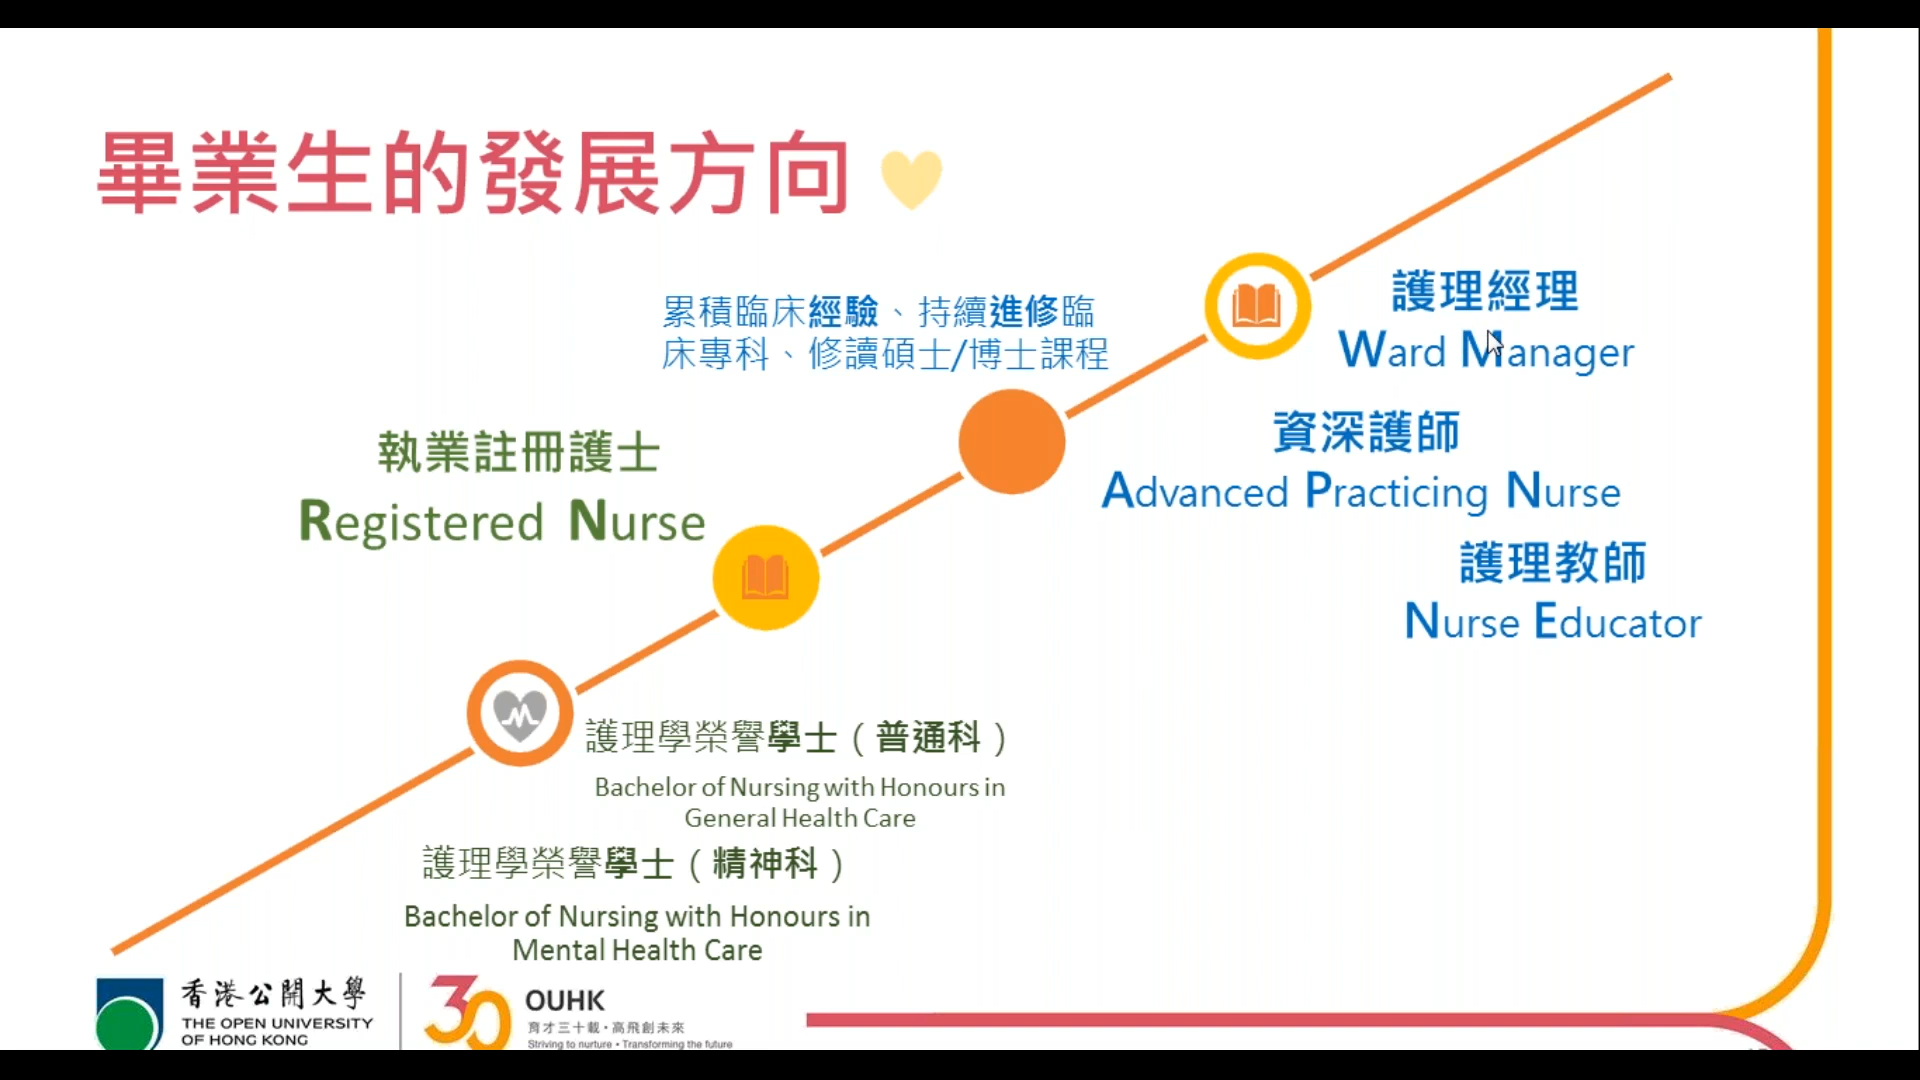 畢業生的發展方向
累積臨床經驗、持續進修臨
床專科、修讀碩士/博士課程
護理經理
Ward Manager
資深護師
Advanced Practicing Nurse
護理教師
Nurse Educator
執業註冊護士
Registered Nurse
護理學榮譽學士（普通科）
Bachelor of Nursing with Honours in
General Health Care
護理學榮譽學士（精神科）
Bachelor of Nursing with Honours in
Mental Health Care
香港公開大學
THE OPEN UNIVERSITY
OF HONG KONG
30
OUHK
育才三十載・高飛創未來
Striving to nurture • Transforming the future